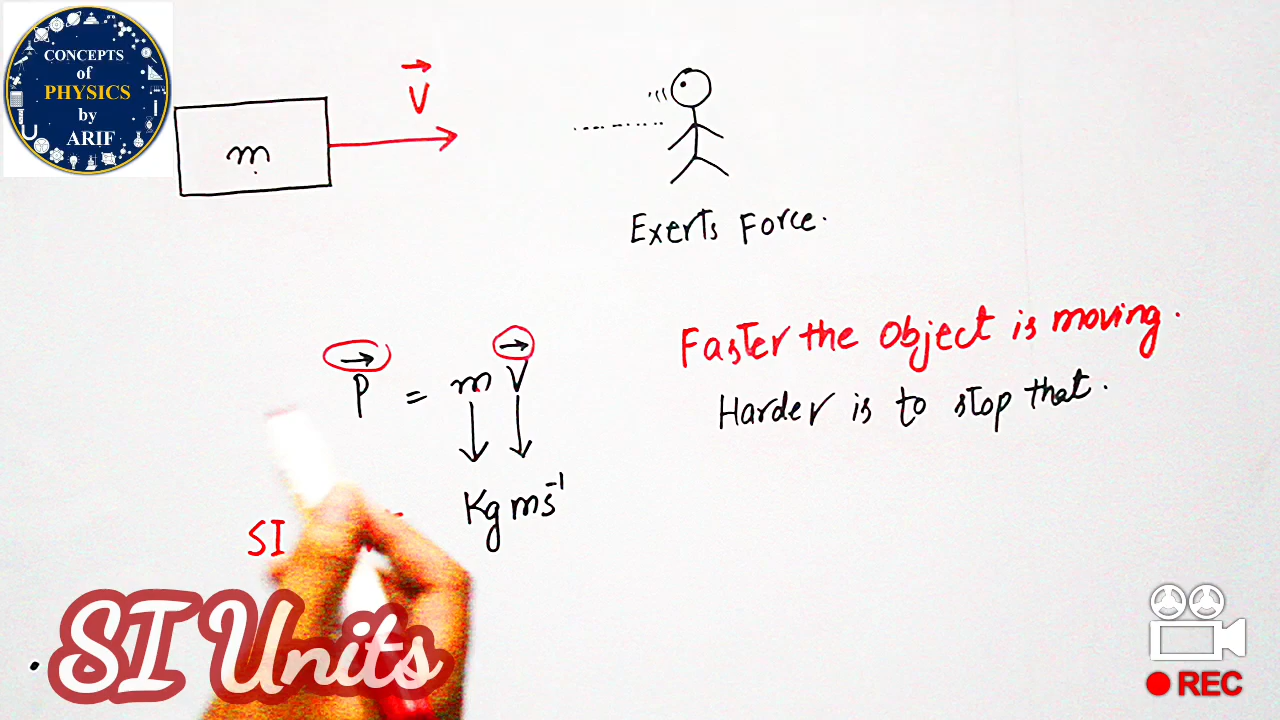 CONCEPTS
of
PHYSICS
by
ARIF
m
V
Exerts Force.
P = m V
Kg ms⁻¹
Faster the Object is moving.
Harder is to stop that.
SI
SI Units
REC